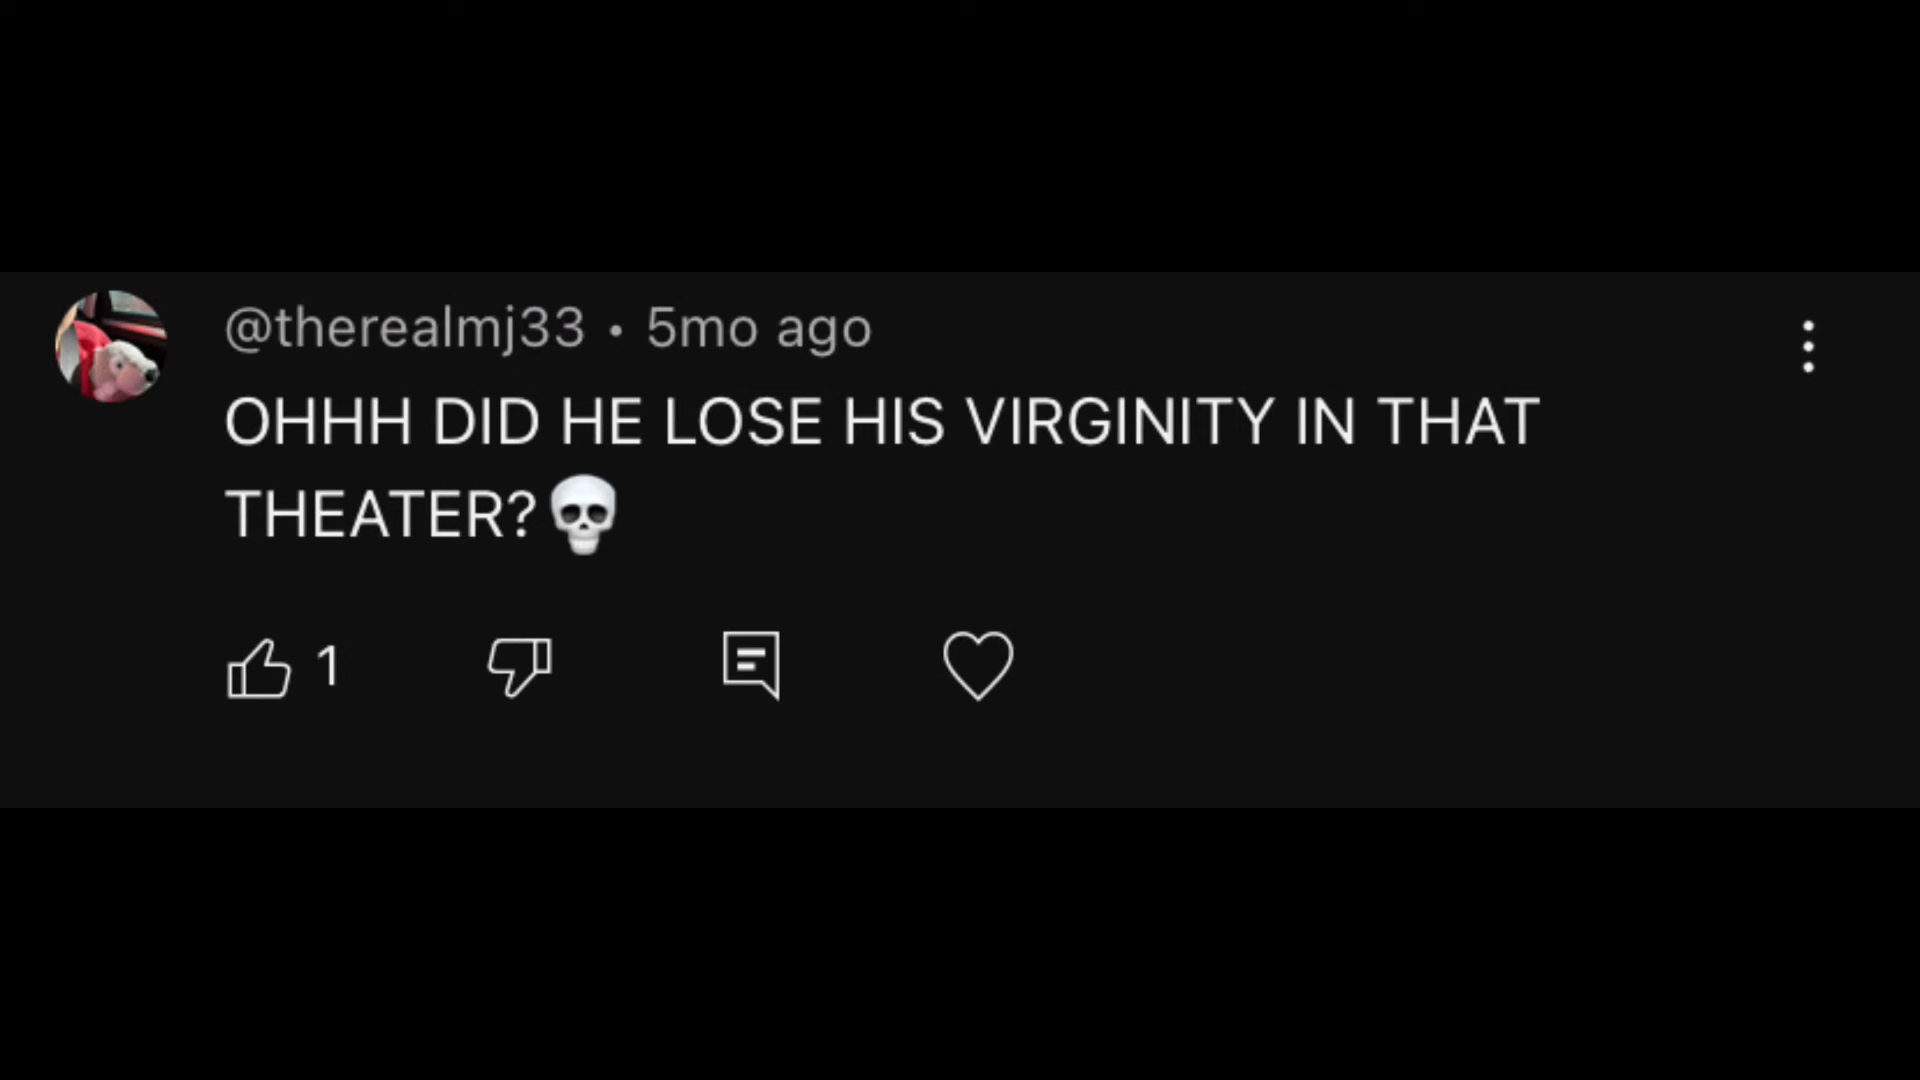 @therealmj33 • 5mo ago
OHHH DID HE LOSE HIS VIRGINITY IN THAT
THEATER?💀
1